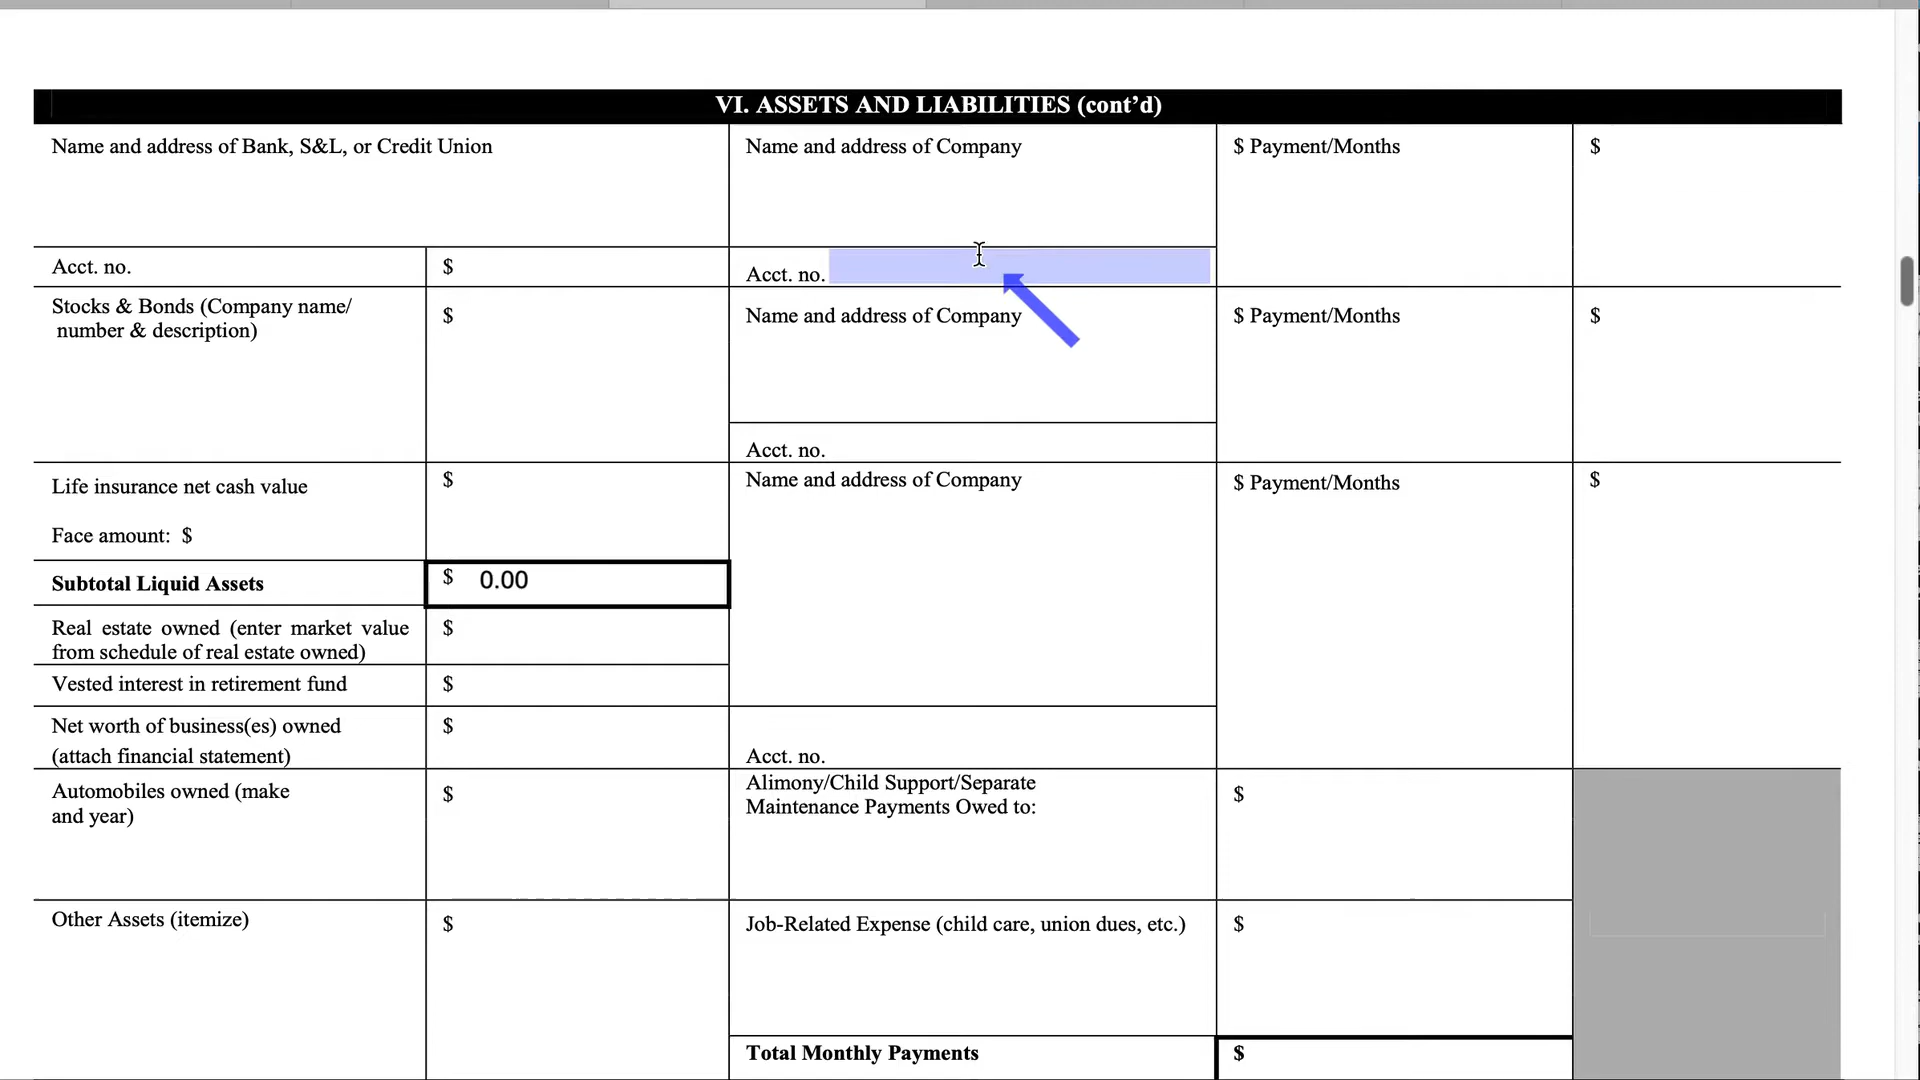 VI. ASSETS AND LIABILITIES (cont’d)
Name and address of Bank, S&L, or Credit Union
Name and address of Company
$ Payment/Months
$
Acct. no.
$
Acct. no.
Stocks & Bonds (Company name/
number & description)
$
Name and address of Company
$ Payment/Months
$
Acct. no.
Life insurance net cash value
$
Face amount: $
Name and address of Company
$ Payment/Months
$
Subtotal Liquid Assets
$ 0.00
Real estate owned (enter market value
from schedule of real estate owned)
$
Vested interest in retirement fund
$
Net worth of business(es) owned
(attach financial statement)
$
Acct. no.
Automobiles owned (make
and year)
$
Alimony/Child Support/Separate
Maintenance Payments Owed to:
$
Other Assets (itemize)
$
Job-Related Expense (child care, union dues, etc.)
$
Total Monthly Payments
$